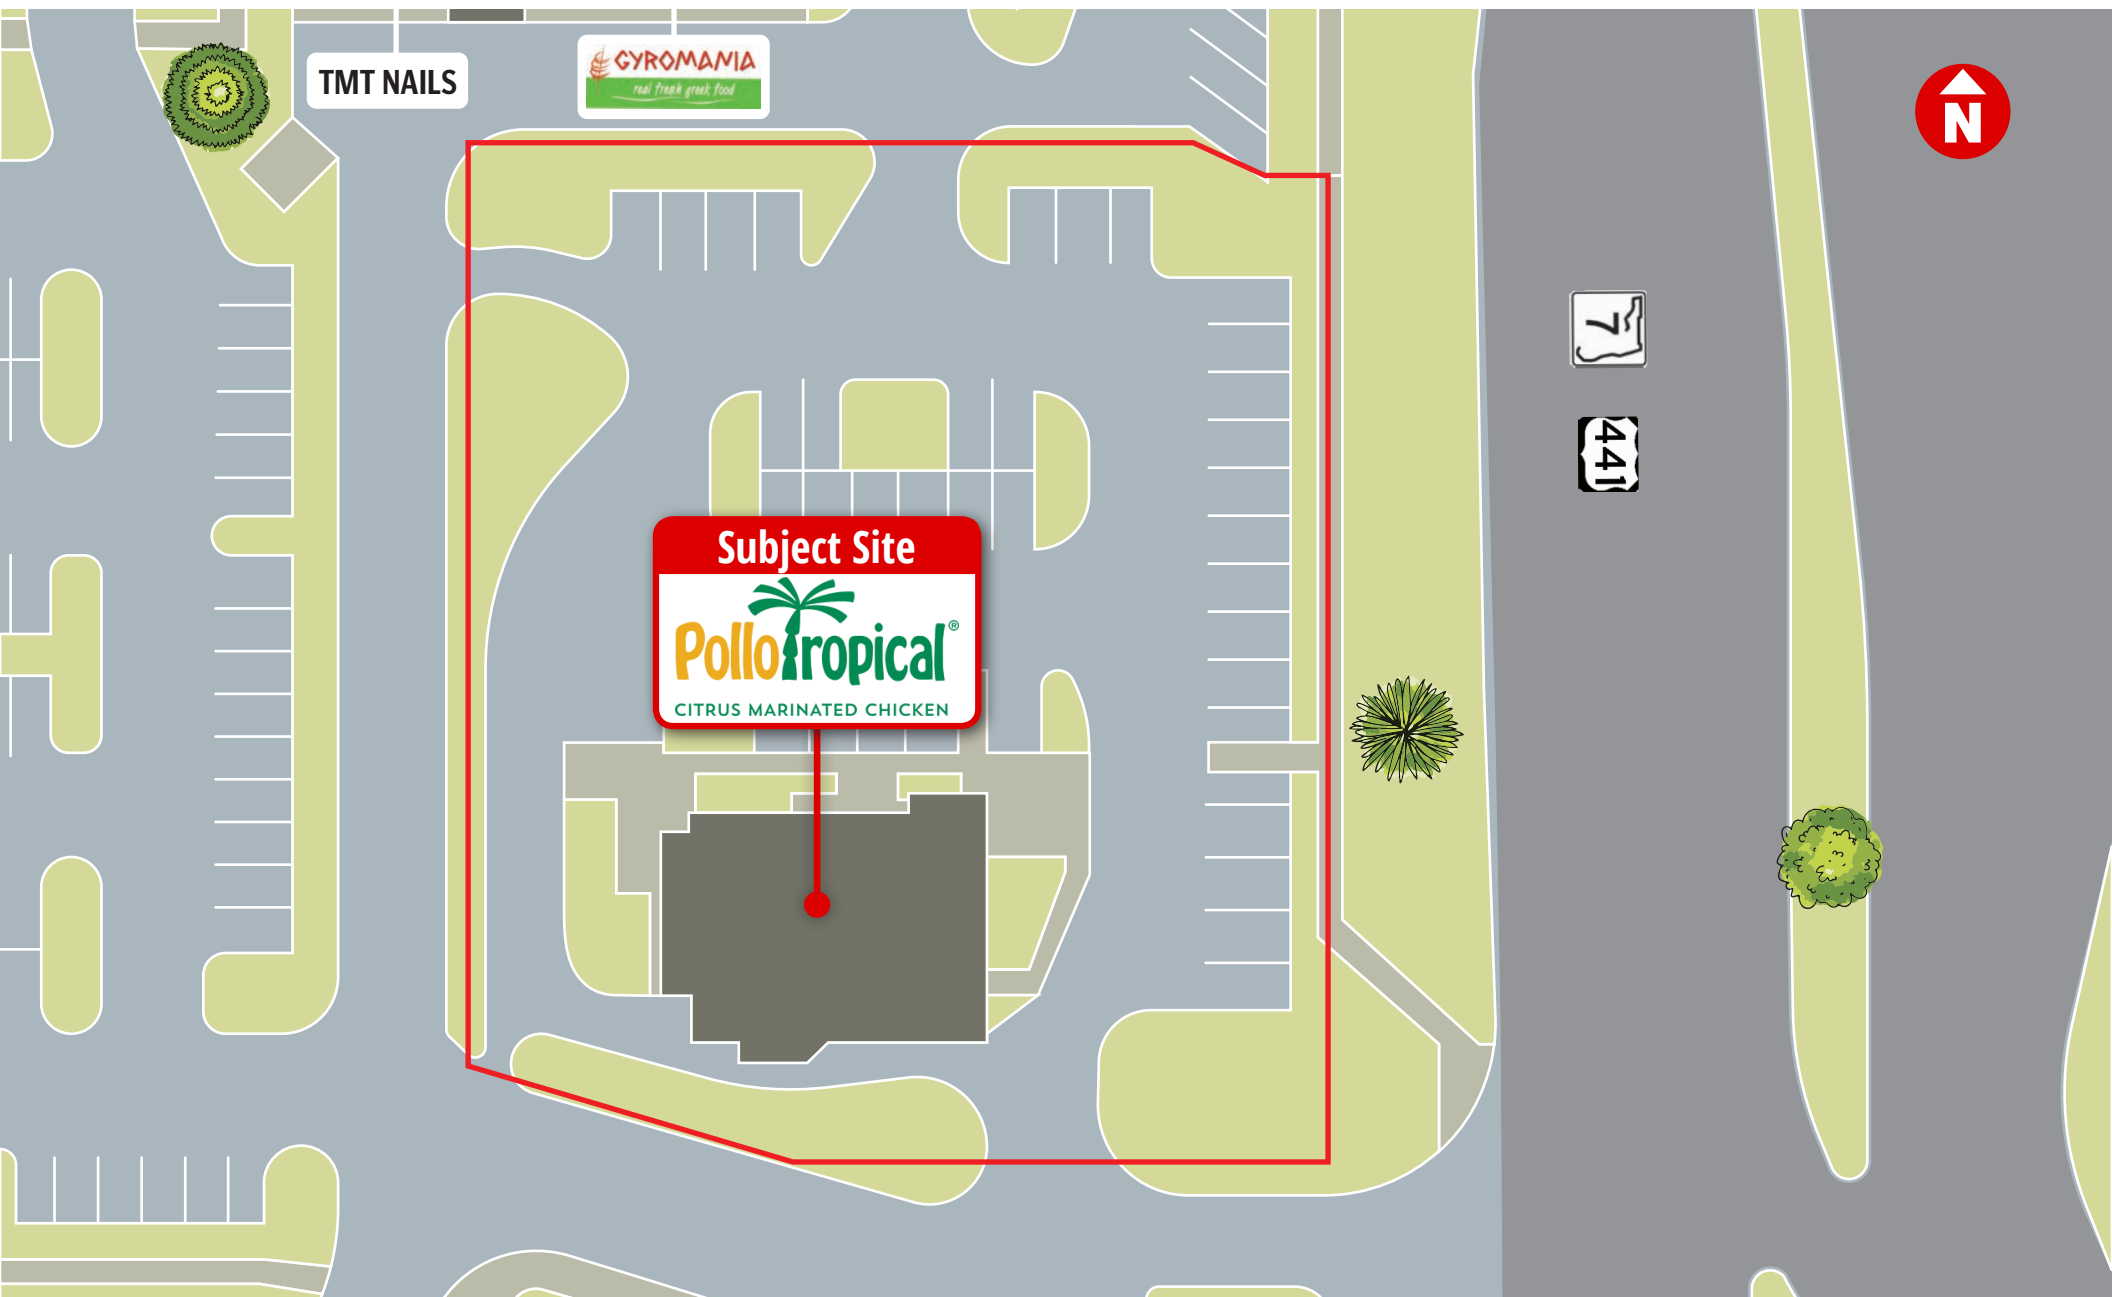 TMT NAILS
GYROMANIA
real fresh greek food
N
7
441
Subject Site
PolloTropical®
CITRUS MARINATED CHICKEN